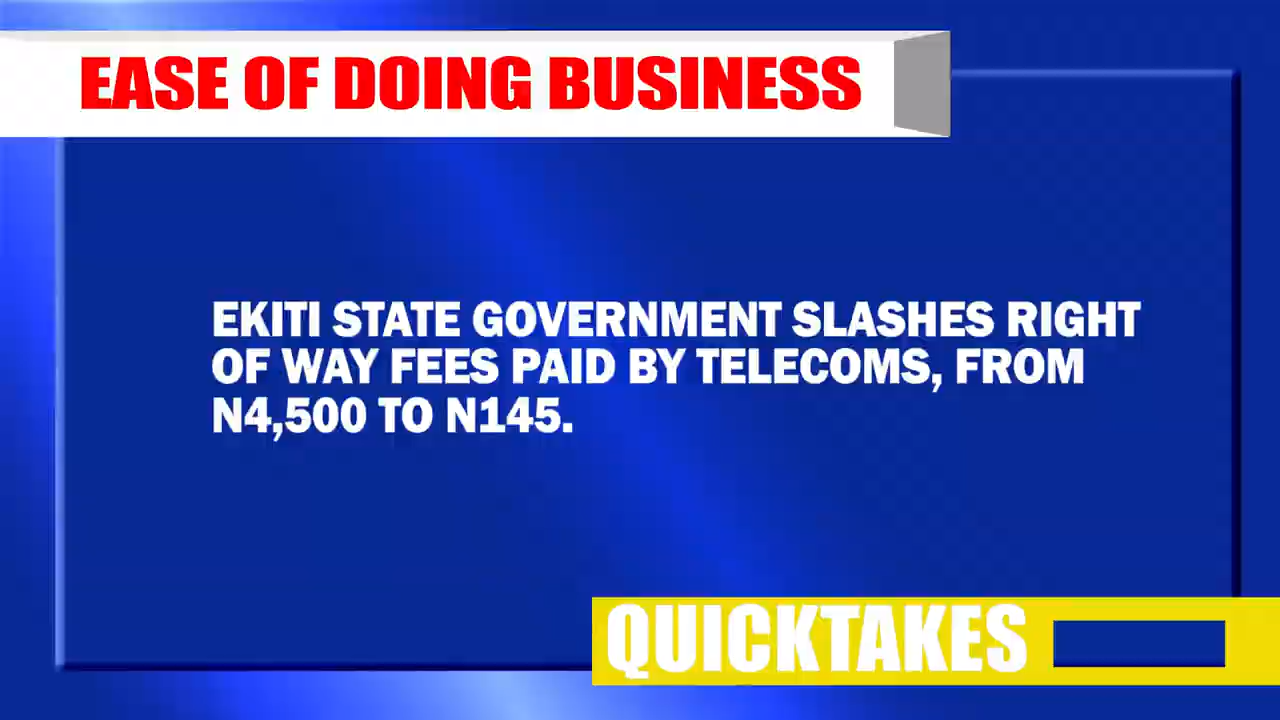 EASE OF DOING BUSINESS
EKITI STATE GOVERNMENT SLASHES RIGHT
OF WAY FEES PAID BY TELECOMS, FROM
N4,500 TO N145.
QUICKTAKES